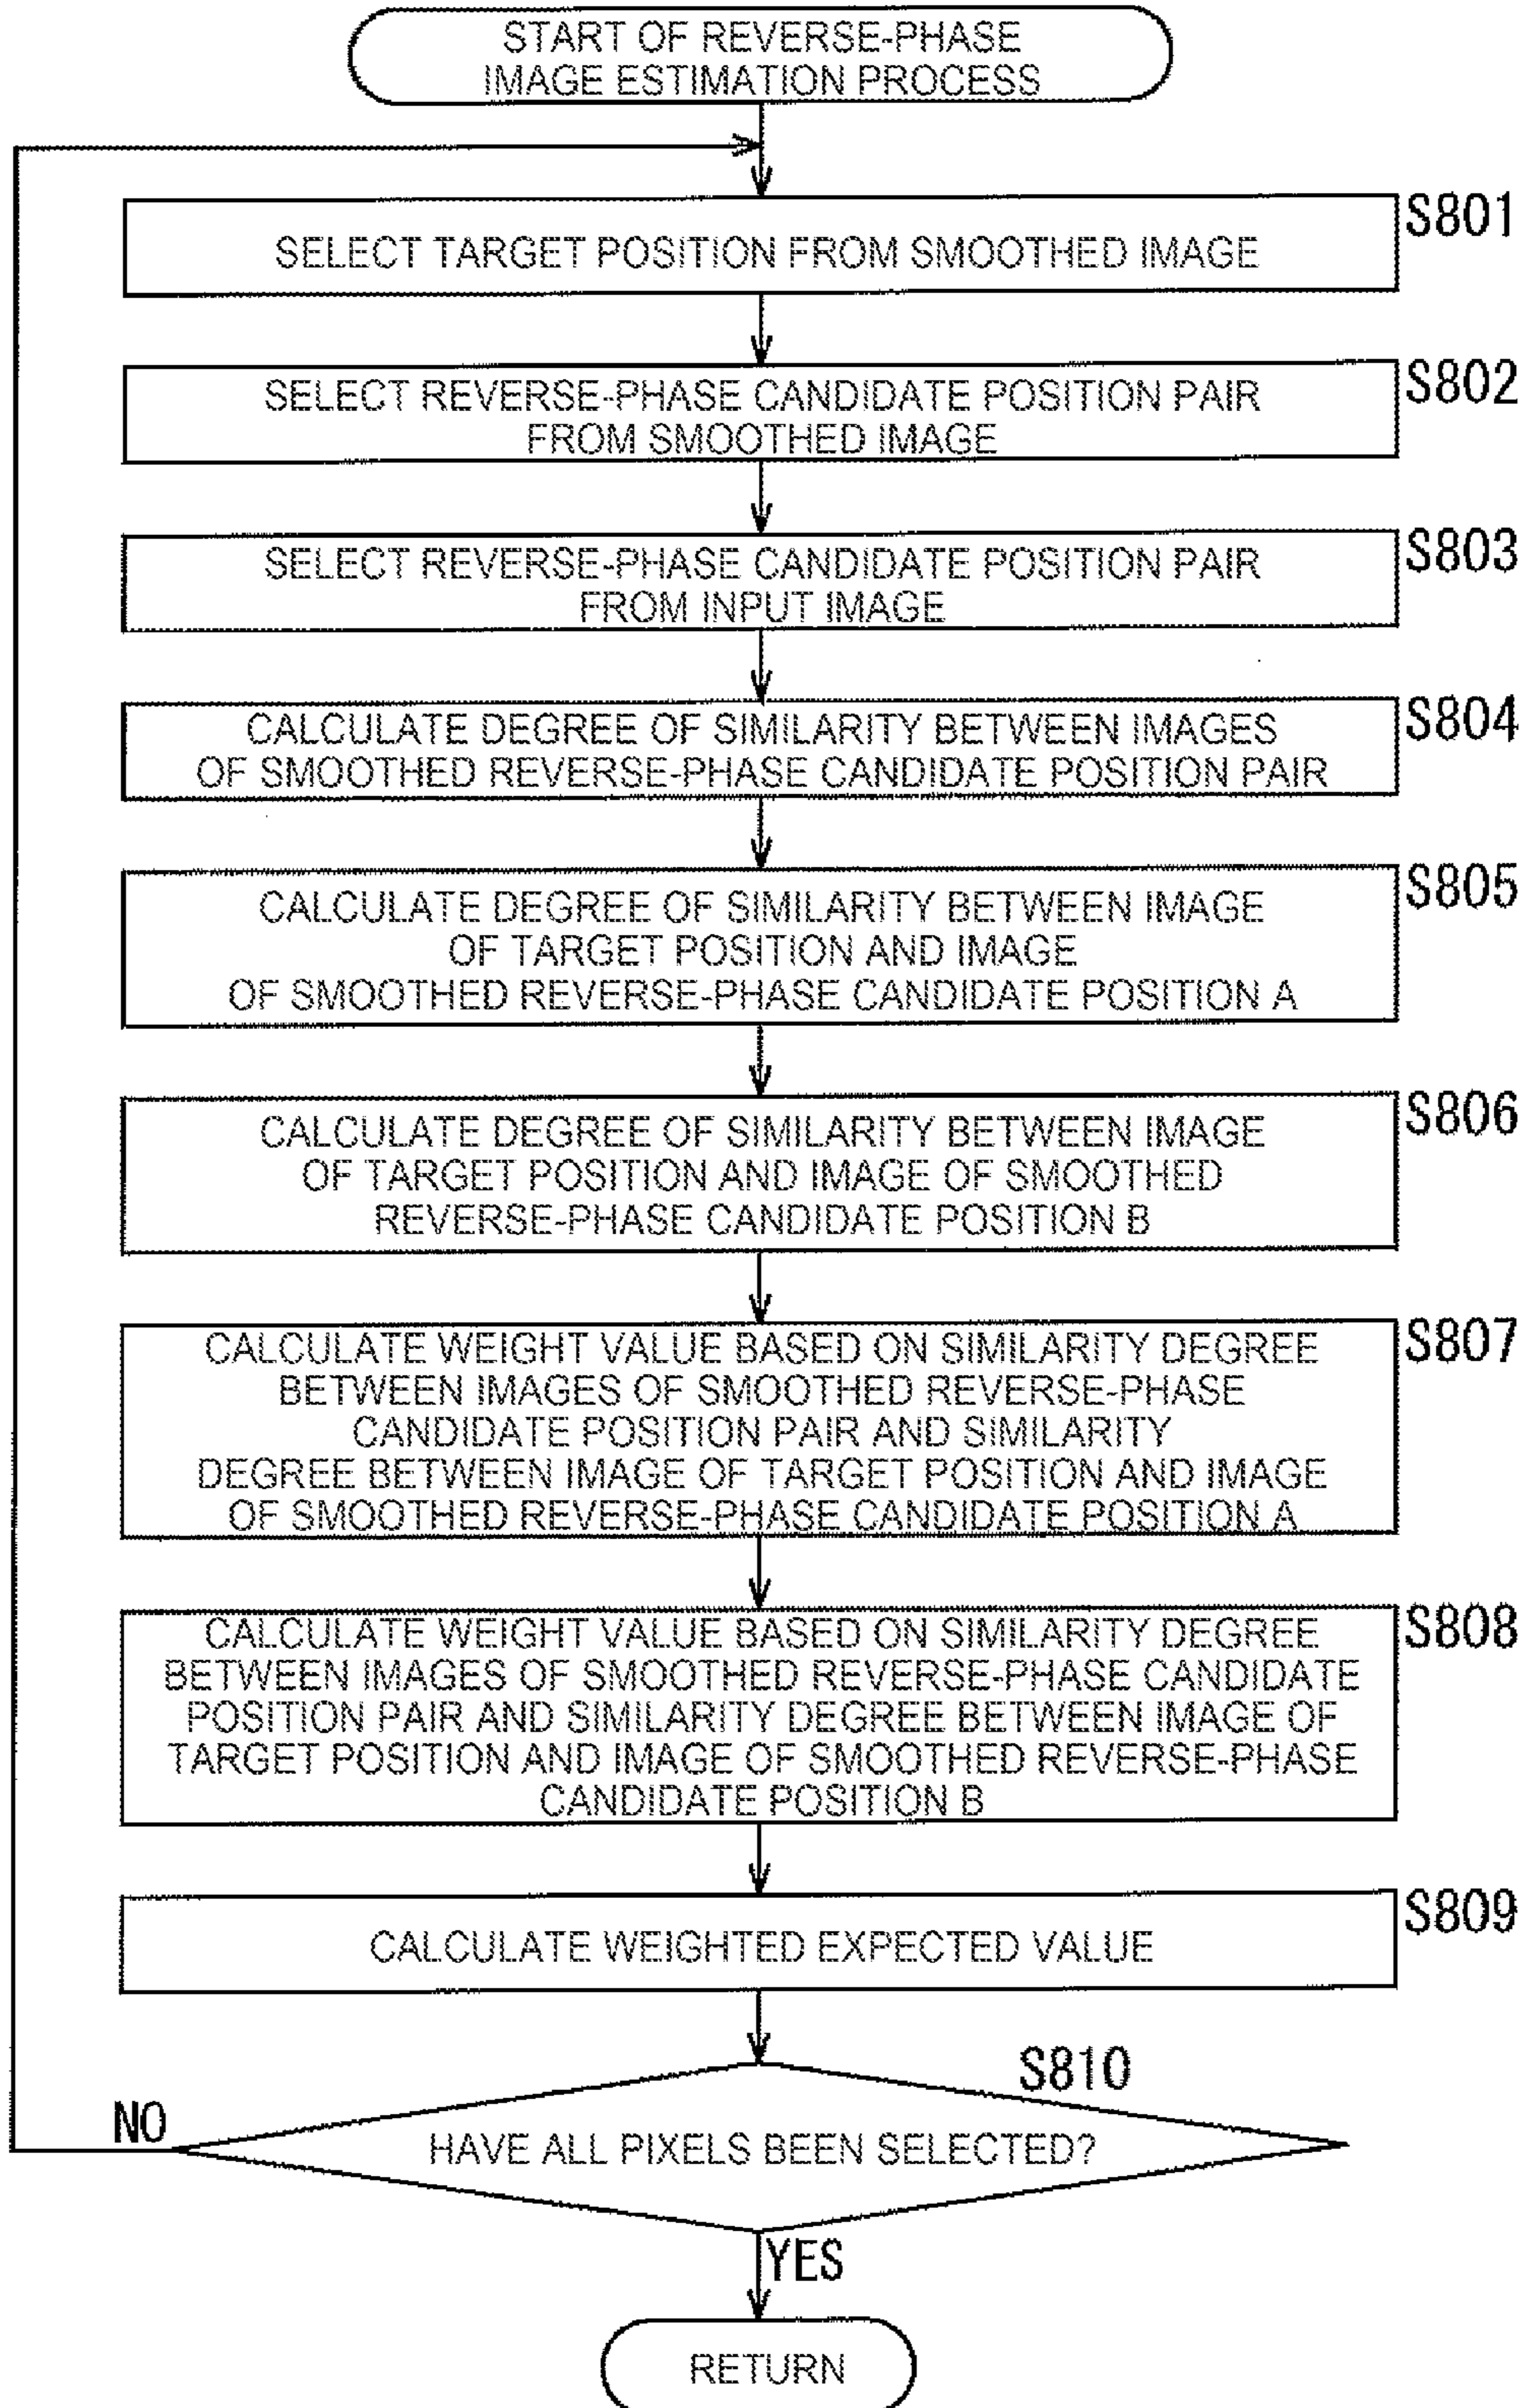 START OF REVERSE-PHASE
IMAGE ESTIMATION PROCESS
S801
SELECT TARGET POSITION FROM SMOOTHED IMAGE
S802
SELECT REVERSE-PHASE CANDIDATE POSITION PAIR
FROM SMOOTHED IMAGE
S803
SELECT REVERSE-PHASE CANDIDATE POSITION PAIR
FROM INPUT IMAGE
S804
CALCULATE DEGREE OF SIMILARITY BETWEEN IMAGES
OF SMOOTHED REVERSE-PHASE CANDIDATE POSITION PAIR
S805
CALCULATE DEGREE OF SIMILARITY BETWEEN IMAGE
OF TARGET POSITION AND IMAGE
OF SMOOTHED REVERSE-PHASE CANDIDATE POSITION A
S806
CALCULATE DEGREE OF SIMILARITY BETWEEN IMAGE
OF TARGET POSITION AND IMAGE OF SMOOTHED
REVERSE-PHASE CANDIDATE POSITION B
S807
CALCULATE WEIGHT VALUE BASED ON SIMILARITY DEGREE
BETWEEN IMAGES OF SMOOTHED REVERSE-PHASE
CANDIDATE POSITION PAIR AND SIMILARITY
DEGREE BETWEEN IMAGE OF TARGET POSITION AND IMAGE
OF SMOOTHED REVERSE-PHASE CANDIDATE POSITION A
S808
CALCULATE WEIGHT VALUE BASED ON SIMILARITY DEGREE
BETWEEN IMAGES OF SMOOTHED REVERSE-PHASE CANDIDATE
POSITION PAIR AND SIMILARITY DEGREE BETWEEN IMAGE OF
TARGET POSITION AND IMAGE OF SMOOTHED REVERSE-PHASE
CANDIDATE POSITION B
S809
CALCULATE WEIGHTED EXPECTED VALUE
S810
NO
HAVE ALL PIXELS BEEN SELECTED?
YES
RETURN